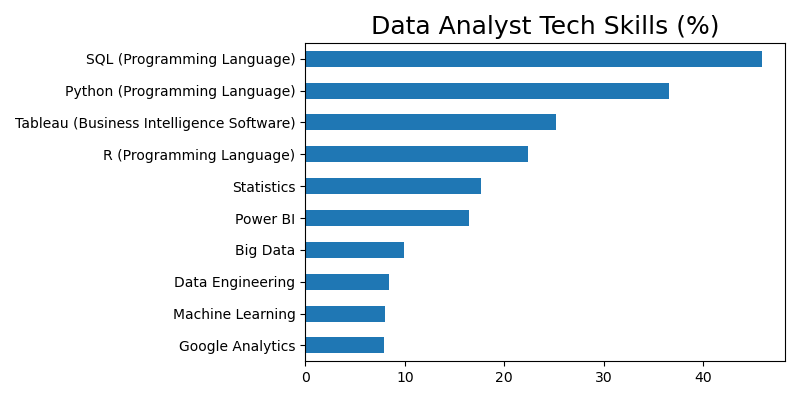 Data Analyst Tech Skills (%)
SQL (Programming Language)
Python (Programming Language)
Tableau (Business Intelligence Software)
R (Programming Language)
Statistics
Power BI
Big Data
Data Engineering
Machine Learning
Google Analytics
0 10 20 30 40